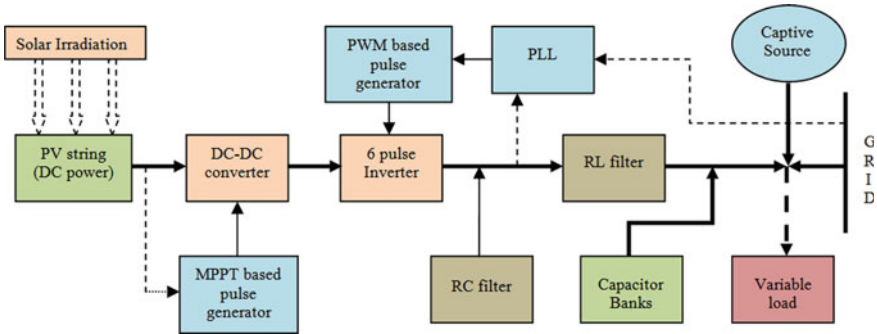 Solar Irradiation
PWM based
pulse
generator
PLL
Captive
Source
PV string
(DC power)
DC-DC
converter
6 pulse
Inverter
RL filter
G
R
I
D
MPPT based
pulse
generator
RC filter
Capacitor
Banks
Variable
load